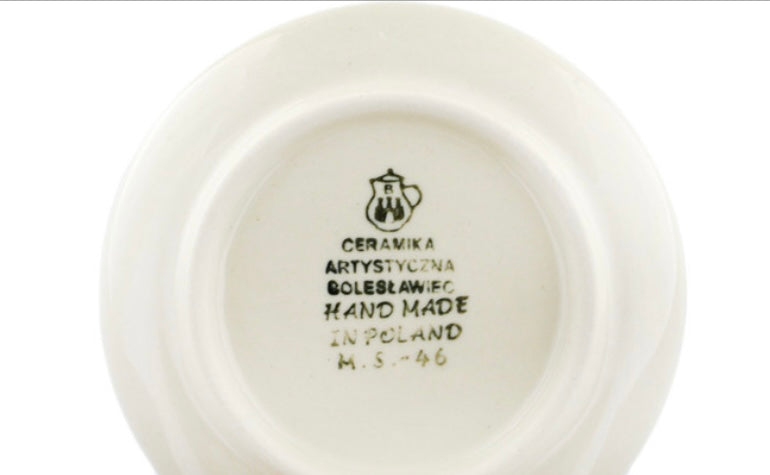 B
CERAMIKA
ARTYSTYCZNA
BOLESŁAWIEC
HAND MADE
IN POLAND
M.S.-46